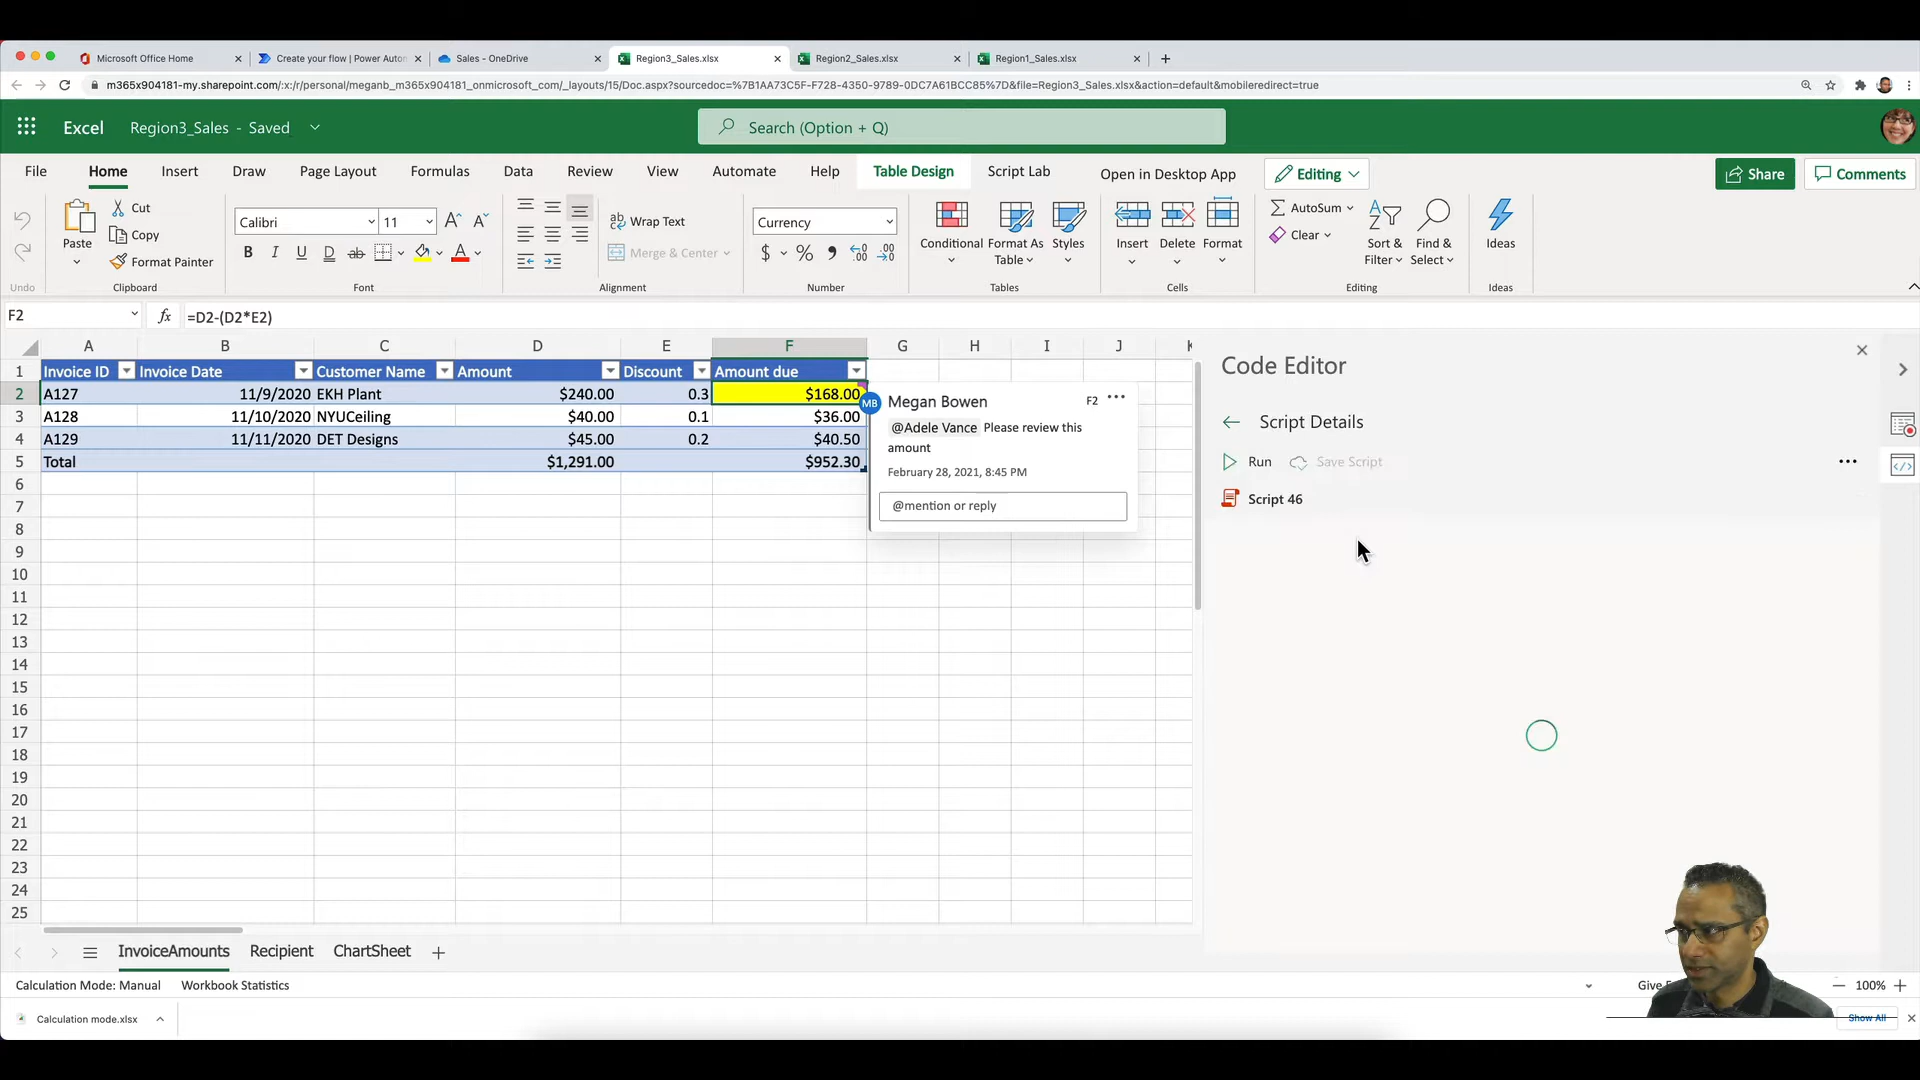 Microsoft Office Home
Create your flow | Power Autom
Sales - OneDrive
Region3_Sales.xlsx
Region2_Sales.xlsx
Region1_Sales.xlsx
m365x904181-my.sharepoint.com/:x:/r/personal/meganb_m365x904181_onmicrosoft_com/_layouts/15/Doc.aspx?sourcedoc=%7B1AA73C5F-F728-4350-9789-0DC7A61BCC85%7D&file=Region3_Sales.xlsx&action=default&mobileredirect=true
Excel
Region3_Sales - Saved
Search (Option + Q)
File
Home
Insert
Draw
Page Layout
Formulas
Data
Review
View
Automate
Help
Table Design
Script Lab
Open in Desktop App
Editing
Share
Comments
Paste
Cut
Copy
Format Painter
Calibri
11
Wrap Text
Merge & Center
Currency
Conditional
Format As Table
Styles
Insert
Delete
Format
AutoSum
Clear
Sort & Filter
Find & Select
Ideas
Undo
Clipboard
Font
Alignment
Number
Tables
Cells
Editing
Ideas
F2
fx
=D2-(D2*E2)
A B C D E F G H I J K
1 Invoice ID Invoice Date Customer Name Amount Discount Amount due
2 A127 11/9/2020 EKH Plant $240.00 0.3 $168.00
3 A128 11/10/2020 NYUCeiling $40.00 0.1 $36.00
4 A129 11/11/2020 DET Designs $45.00 0.2 $40.50
5 Total $1,291.00 $952.30
6
7
8
9
10
11
12
13
14
15
16
17
18
19
20
21
22
23
24
25
MB
Megan Bowen
F2
@Adele Vance Please review this
amount
February 28, 2021, 8:45 PM
@mention or reply
Code Editor
Script Details
Run
Save Script
Script 46
InvoiceAmounts
Recipient
ChartSheet
Calculation Mode: Manual
Workbook Statistics
Give
100%
Calculation mode.xlsx
Show All